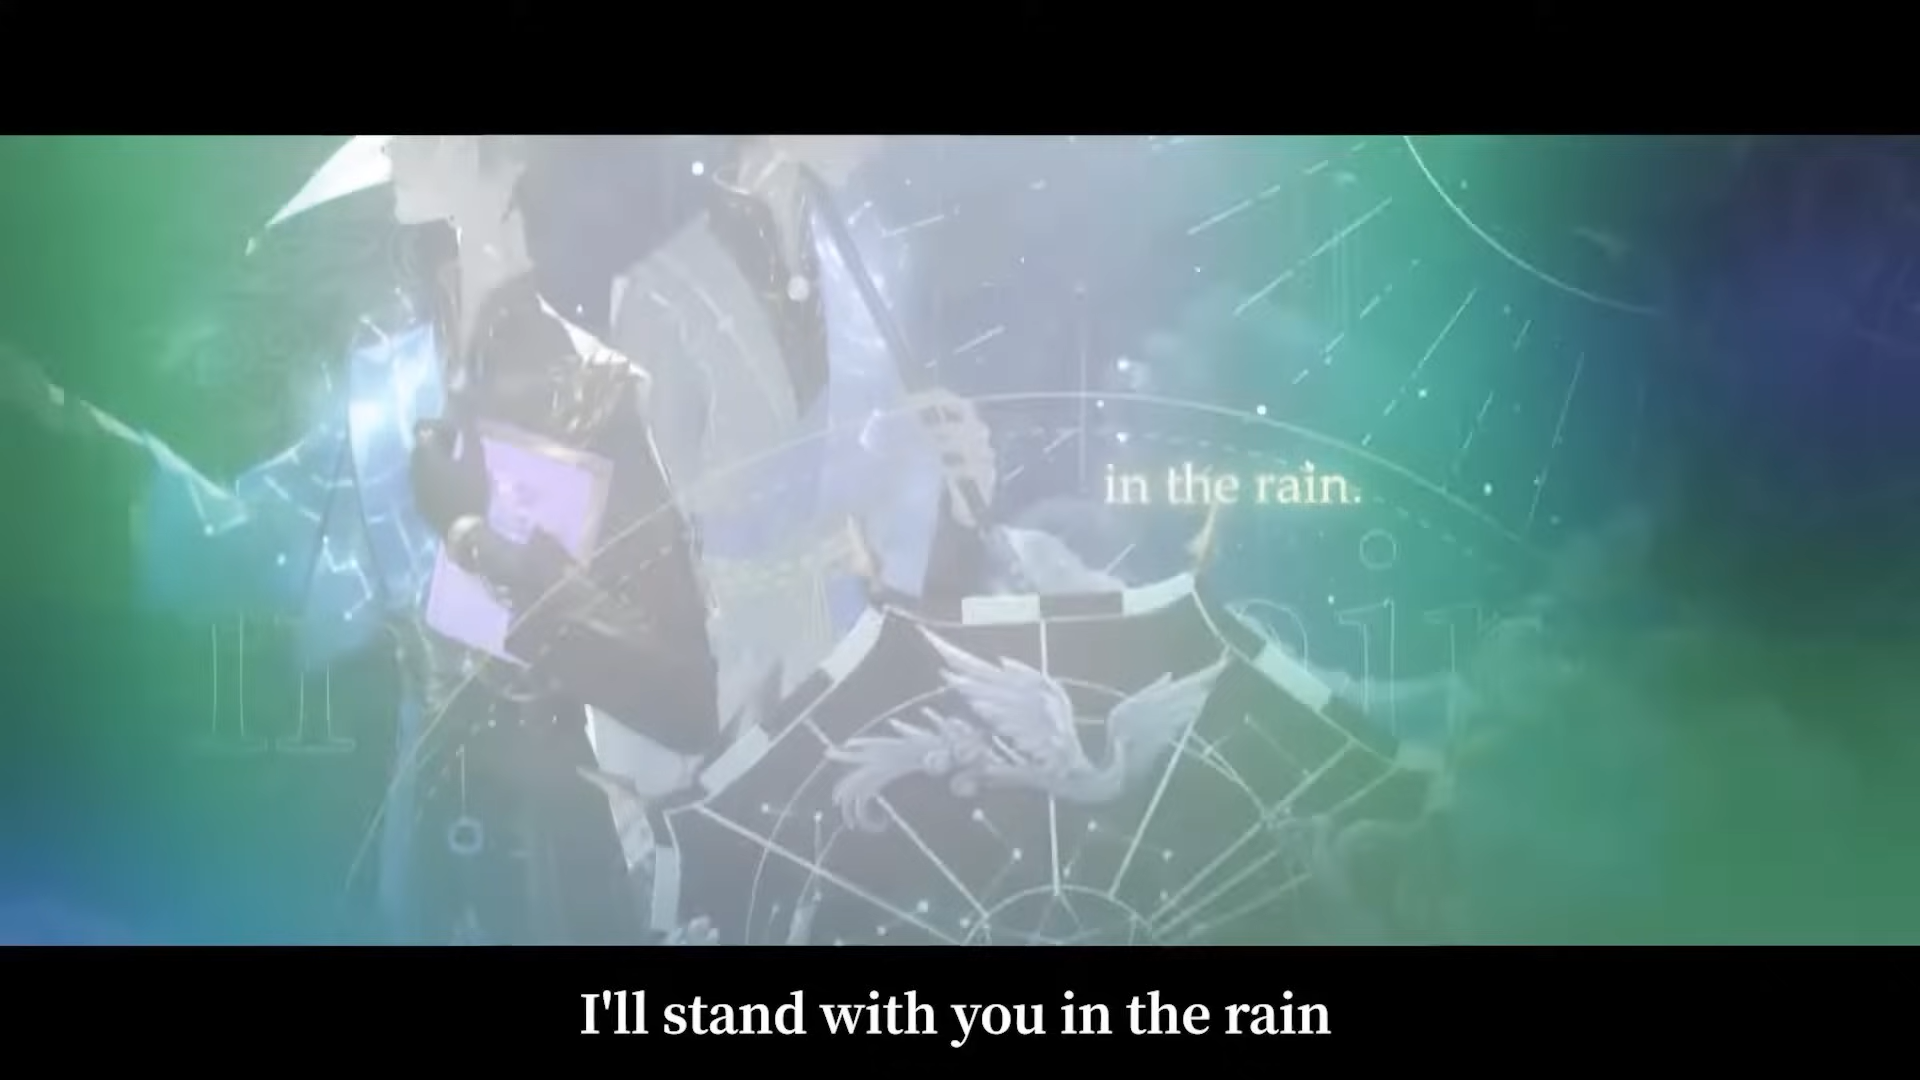 in the rain.
I'll stand with you in the rain